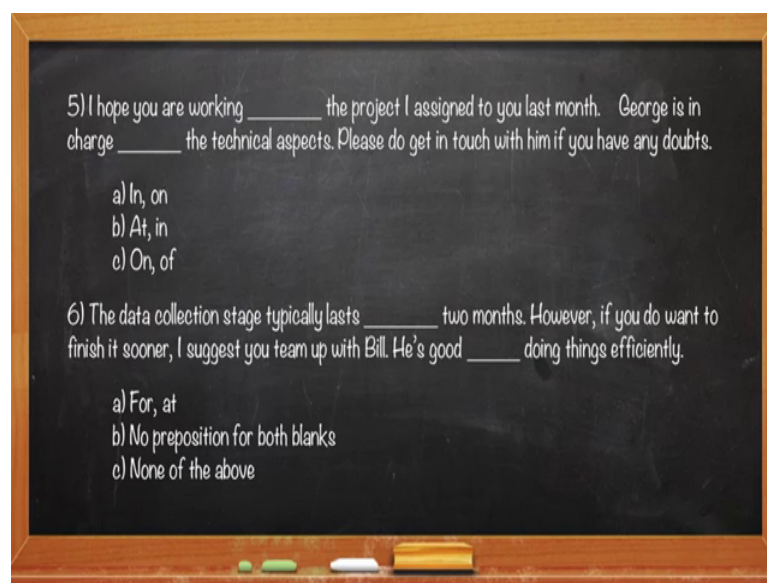 5) I hope you are working ________ the project I assigned to you last month. George is in
charge _______ the technical aspects. Please do get in touch with him if you have any doubts.
a) In, on
b) At, in
c) On, of
6) The data collection stage typically lasts ________ two months. However, if you do want to
finish it sooner, I suggest you team up with Bill. He's good ______ doing things efficiently.
a) For, at
b) No preposition for both blanks
c) None of the above